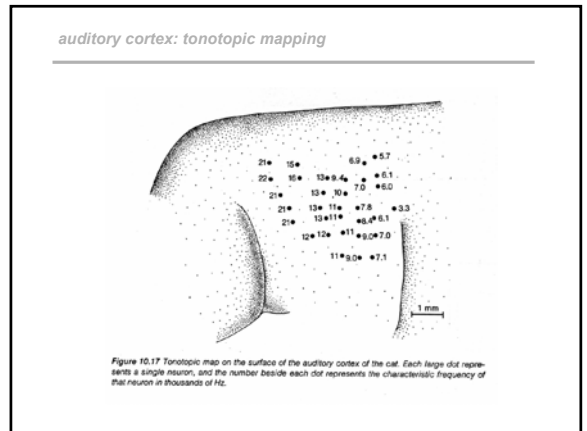 auditory cortex: tonotopic mapping
6.9 5.7
21 15
22 16 13 9.4 6.1
7.0 6.0
21 13 10
21 13 11 7.8 3.3
21 13 11 8.4 6.1
12 12 11 9.0 7.0
11 9.0 7.1
1 mm
Figure 10.17 Tonotopic map on the surface of the auditory cortex of the cat. Each large dot repre-
sents a single neuron, and the number beside each dot represents the characteristic frequency of
that neuron in thousands of Hz.